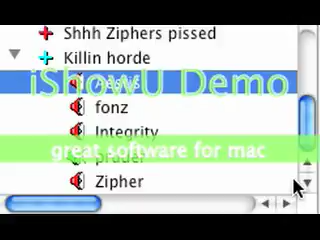 Shhh Ziphers pissed
Killin horde
iShowU Demo
fonz
Integrity
great software for mac
Zipher